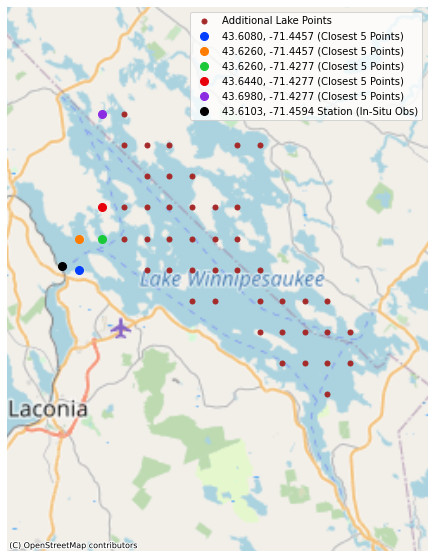 Additional Lake Points
43.6080, -71.4457 (Closest 5 Points)
43.6260, -71.4457 (Closest 5 Points)
43.6260, -71.4277 (Closest 5 Points)
43.6440, -71.4277 (Closest 5 Points)
43.6980, -71.4277 (Closest 5 Points)
43.6103, -71.4594 Station (In-Situ Obs)
Lake Winnipesaukee
Laconia
(C) OpenStreetMap contributors